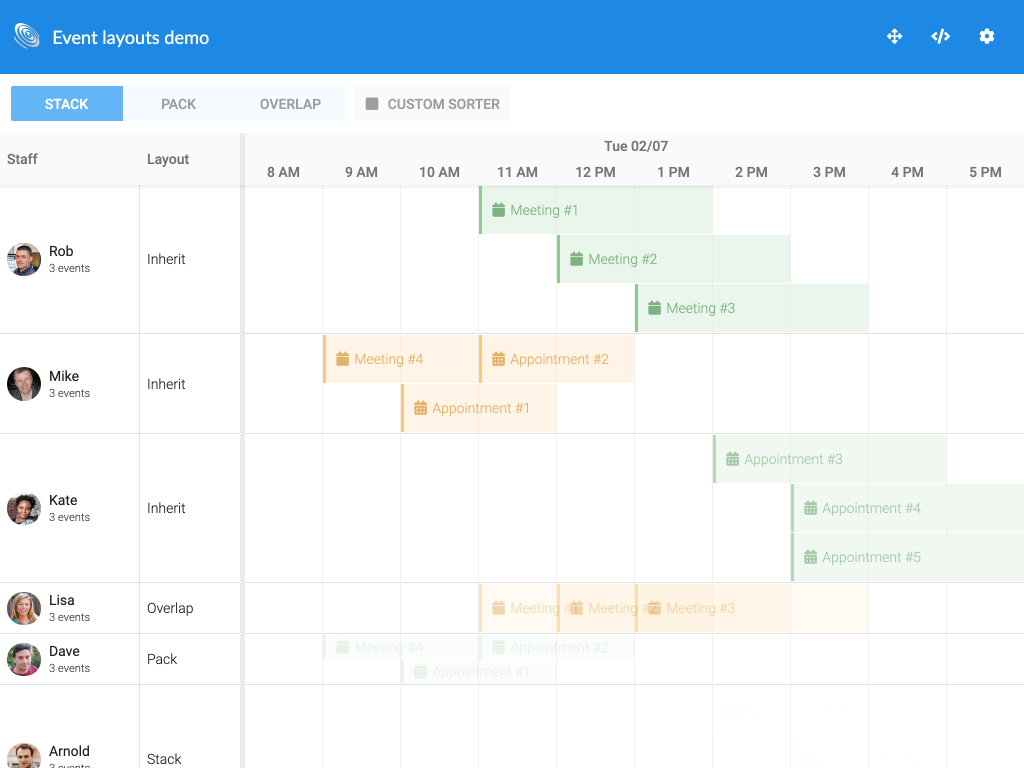 Event layouts demo
STACK PACK OVERLAP CUSTOM SORTER
Staff Layout
Tue 02/07
8 AM 9 AM 10 AM 11 AM 12 PM 1 PM 2 PM 3 PM 4 PM 5 PM
Meeting #1
Rob
3 events
Inherit
Meeting #2
Meeting #3
Mike
3 events
Inherit
Meeting #4 Appointment #2
Appointment #1
Kate
3 events
Inherit
Appointment #3
Appointment #4
Appointment #5
Lisa
3 events
Overlap
Meeting Meeting Meeting #3
Dave
3 events
Pack
Meeting #4 Appointment #2
Appointment #1
Arnold
3 events
Stack